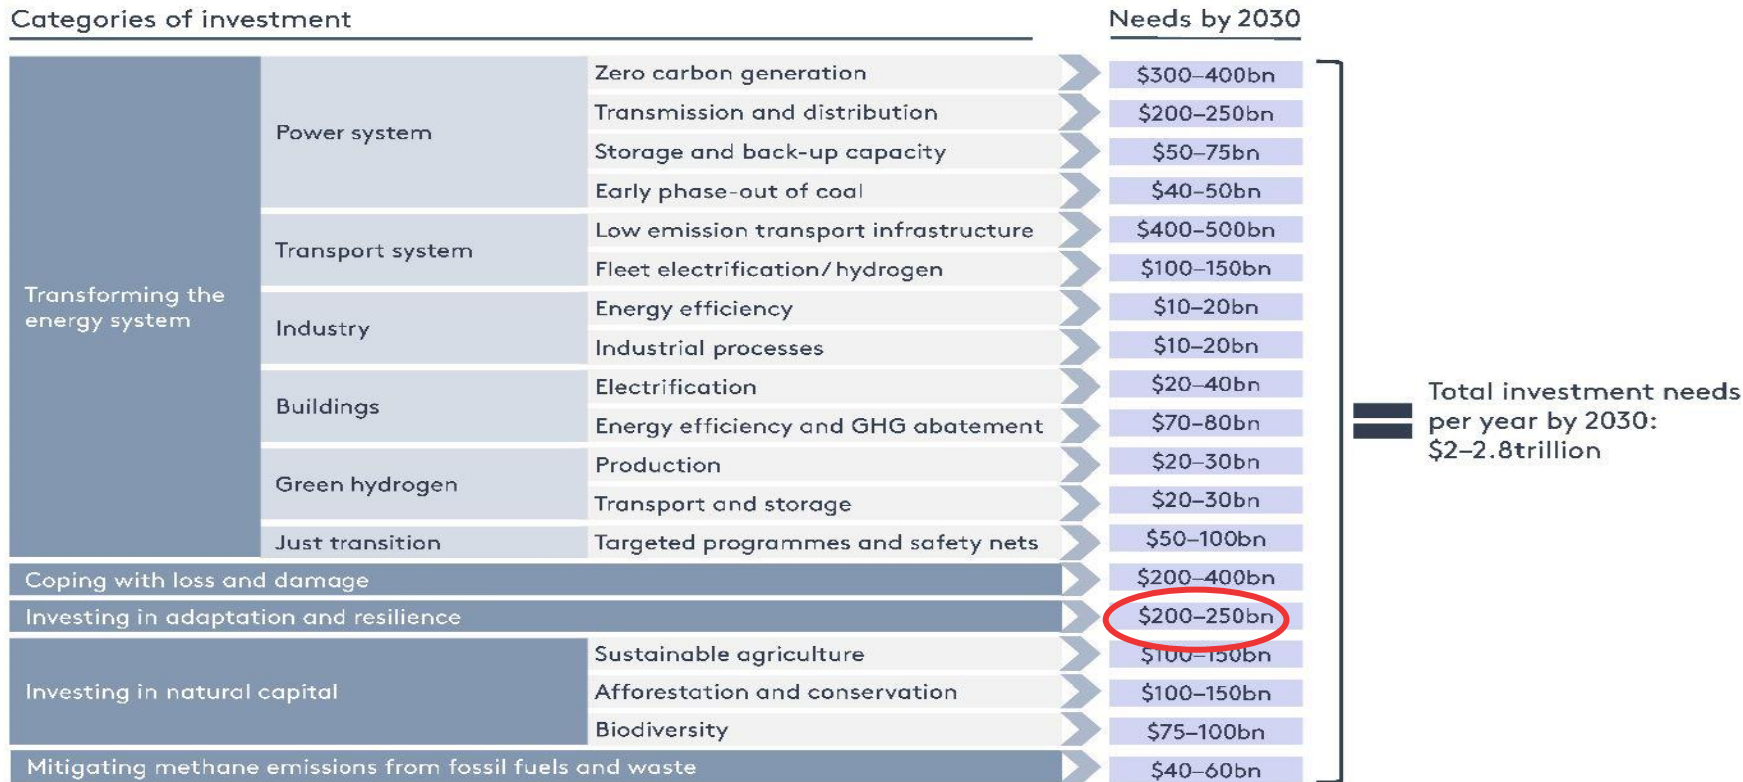 Categories of investment
Needs by 2030
Transforming the
energy system
Power system
Zero carbon generation
$300–400bn
Transmission and distribution
$200–250bn
Storage and back-up capacity
$50–75bn
Early phase-out of coal
$40–50bn
Transport system
Low emission transport infrastructure
$400–500bn
Fleet electrification/hydrogen
$100–150bn
Industry
Energy efficiency
$10–20bn
Industrial processes
$10–20bn
Buildings
Electrification
$20–40bn
Energy efficiency and GHG abatement
$70–80bn
Green hydrogen
Production
$20–30bn
Transport and storage
$20–30bn
Just transition
Targeted programmes and safety nets
$50–100bn
Coping with loss and damage
$200–400bn
Investing in adaptation and resilience
$200–250bn
Investing in natural capital
Sustainable agriculture
$100–150bn
Afforestation and conservation
$100–150bn
Biodiversity
$75–100bn
Mitigating methane emissions from fossil fuels and waste
$40–60bn
Total investment needs
per year by 2030:
$2–2.8trillion